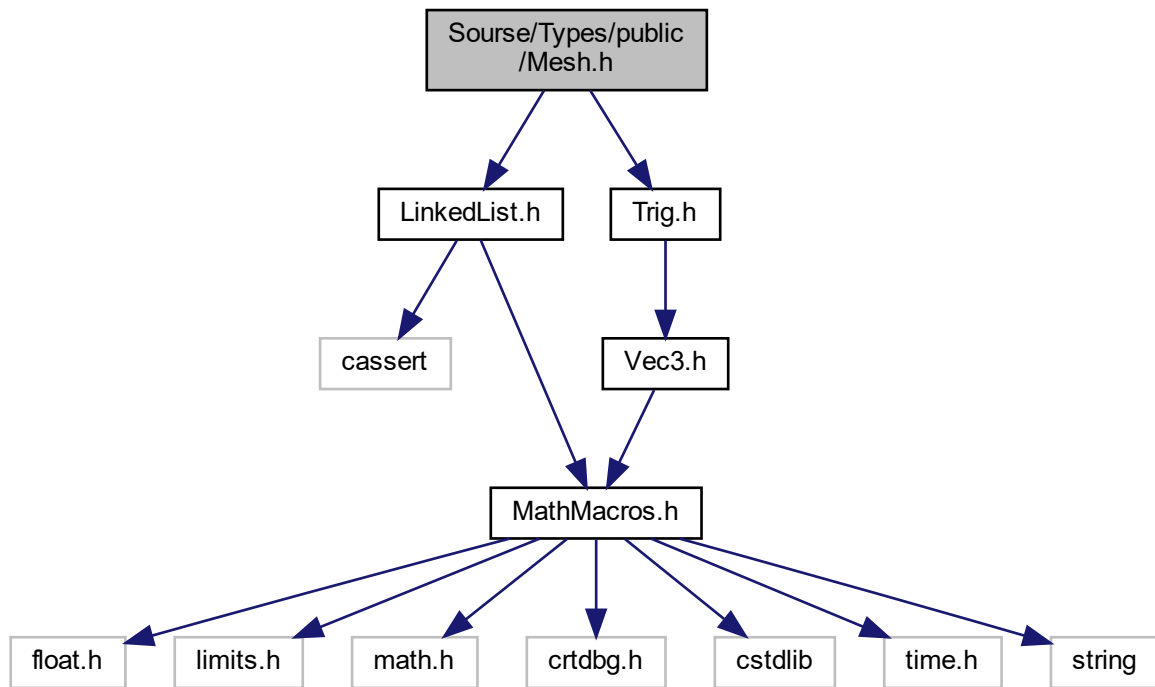 Sourse/Types/public
/Mesh.h
LinkedList.h
Trig.h
cassert
Vec3.h
MathMacros.h
float.h
limits.h
math.h
crtdbg.h
cstdlib
time.h
string